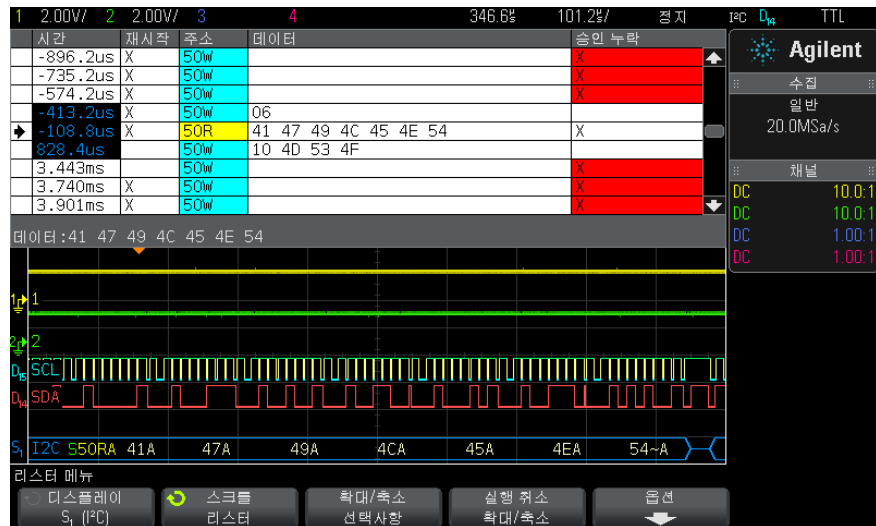 1 2.00V/ 2 2.00V/ 3 4 346.6㎲ 101.2㎲/ 정지 I²C D14 TTL
시간 재시작 주소 데이터 승인 누락
-896.2us X 50W X
-735.2us X 50W X
-574.2us X 50W X
-413.2us X 50W 06
-108.8us X 50R 41 47 49 4C 45 4E 54 X
828.4us 50W 10 4D 53 4F
3.443ms 50W X
3.740ms X 50W X
3.901ms X 50W X
데이터:41 47 49 4C 45 4E 54
Agilent
수집
일반
20.0MSa/s
채널
DC 10.0:1
DC 10.0:1
DC 1.00:1
DC 1.00:1
1 1
2 2
D15 SCL
D14 SDA
S1 I2C S50RA 41A 47A 49A 4CA 45A 4EA 54~A
리스터 메뉴
디스플레이
S1 (I²C)
스크롤
리스터
확대/축소
선택사항
실행 취소
확대/축소
옵션